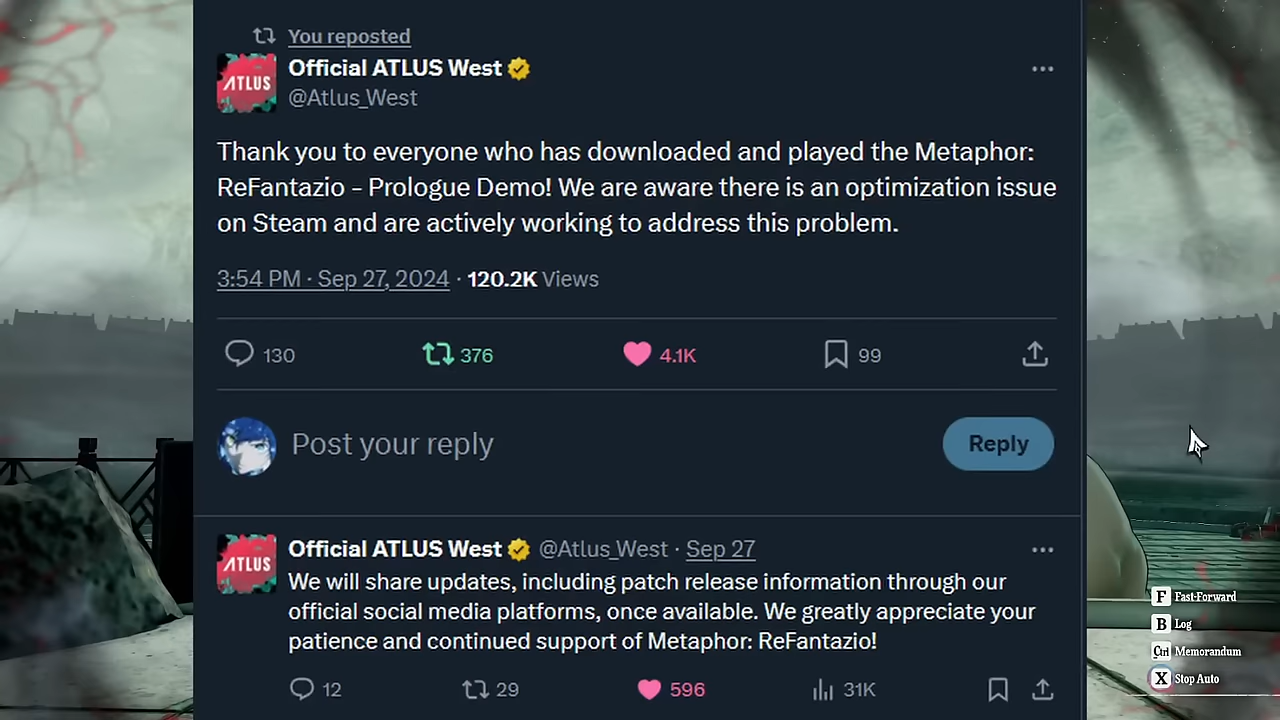 You reposted
ATLUS
Official ATLUS West
@Atlus_West
Thank you to everyone who has downloaded and played the Metaphor:
ReFantazio – Prologue Demo! We are aware there is an optimization issue
on Steam and are actively working to address this problem.
3:54 PM · Sep 27, 2024 · 120.2K Views
130 376 4.1K 99
Post your reply
Reply
ATLUS
Official ATLUS West @Atlus_West · Sep 27
We will share updates, including patch release information through our
official social media platforms, once available. We greatly appreciate your
patience and continued support of Metaphor: ReFantazio!
12 29 596 31K
F Fast-Forward
B Log
Ctrl Memorandum
X Stop Auto